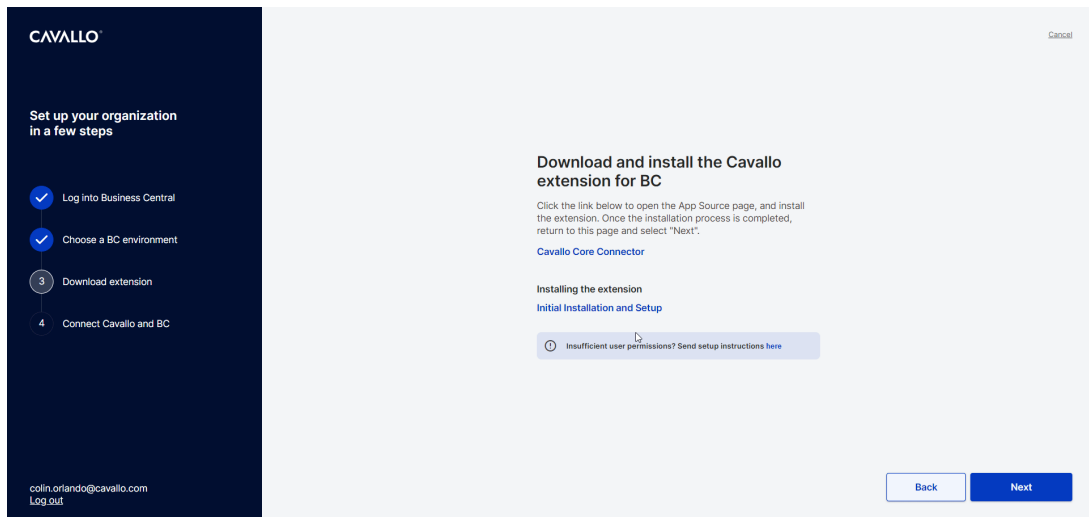 CAVALLO
Cancel
Set up your organization
in a few steps
Log into Business Central
Choose a BC environment
3 Download extension
4 Connect Cavallo and BC
colin.orlando@cavallo.com
Log out
Download and install the Cavallo
extension for BC
Click the link below to open the App Source page, and install
the extension. Once the installation process is completed,
return to this page and select "Next".
Cavallo Core Connector
Installing the extension
Initial Installation and Setup
Insufficient user permissions? Send setup instructions here
Back
Next